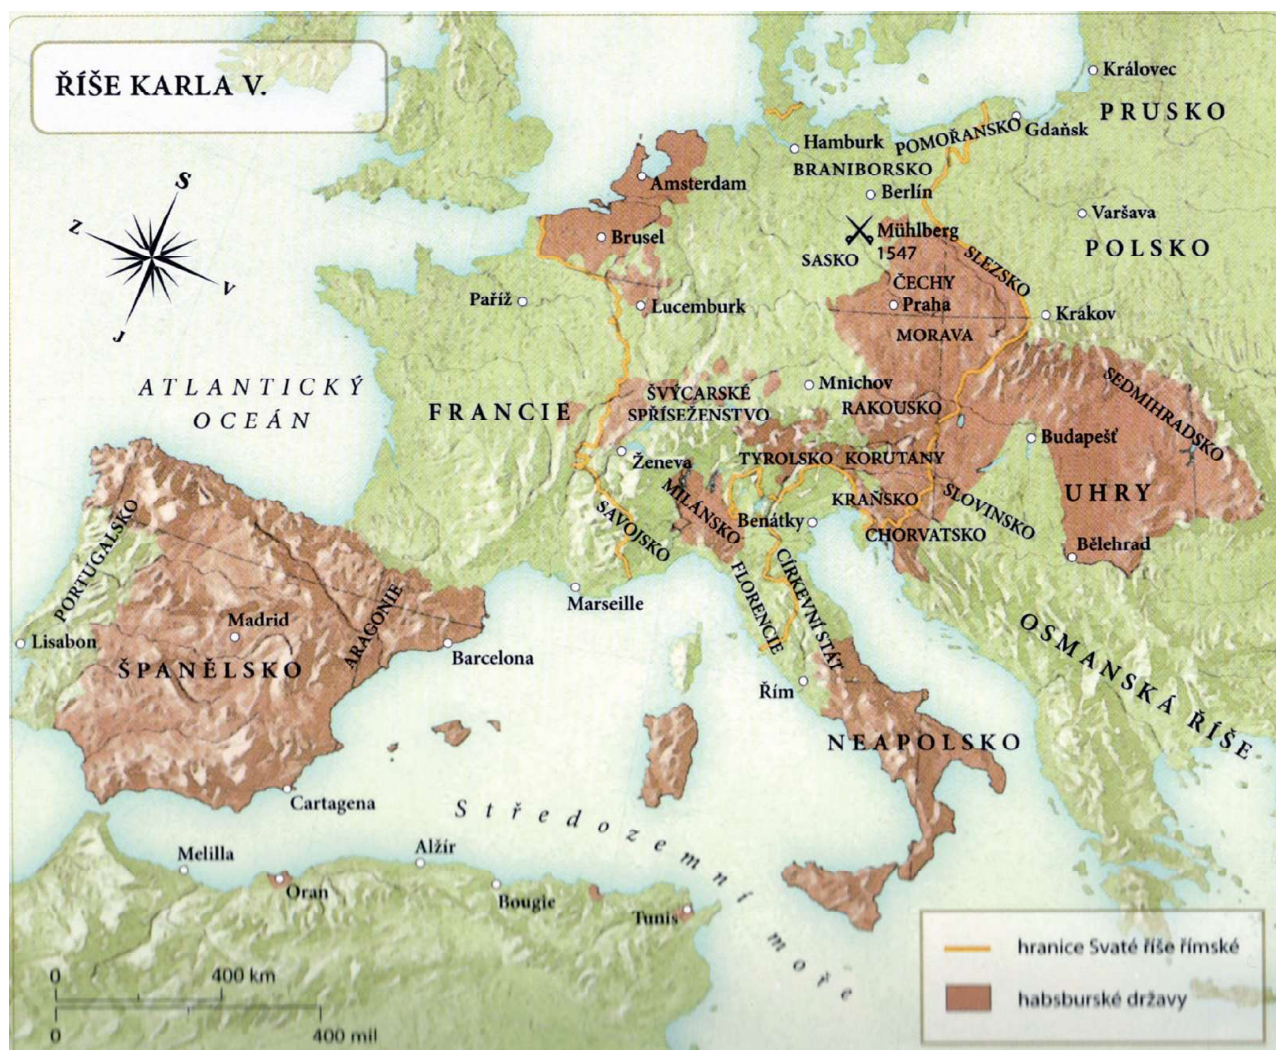 ŘÍŠE KARLA V.
S
Z
V
J
Královec
PRUSKO
Gdaňsk
POMOŘANSKO
Hamburk
BRANIBORSKO
Berlín
Amsterdam
Varšava
POLSKO
Brusel
Mühlberg
1547
SASKO
SLEZSKO
ČECHY
Praha
Paříž
Lucemburk
Krakov
MORAVA
ATLANTICKÝ
OCEÁN
FRANCIE
ŠVÝCARSKÉ
SPŘÍSEŽENSTVO
Mnichov
RAKOUSKO
SEDMIHRADSKO
Budapešť
Ženeva
TYROLSKO
KORUTANY
UHRY
MILÁNSKO
KRAŇSKO
SLOVINSKO
SAVOJSKO
Benátky
CHORVATSKO
Bělehrad
PORTUGALSKO
Marseille
FLORENCIE
CÍRKEVNÍ STÁT
ARAGONIE
Madrid
Lisabon
Barcelona
ŠPANĚLSKO
OSMANSKÁ ŘÍŠE
Řím
NEAPOLSKO
Cartagena
Středozemní moře
Melilla
Alžír
Oran
Bougie
Tunis
0 400 km
0 400 mil
hranice Svaté říše římské
habsburské državy